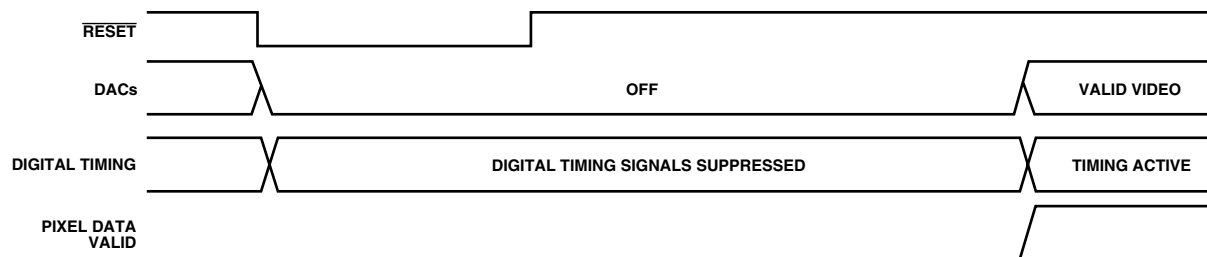 RESET
DACs OFF VALID VIDEO
DIGITAL TIMING DIGITAL TIMING SIGNALS SUPPRESSED TIMING ACTIVE
PIXEL DATA
VALID